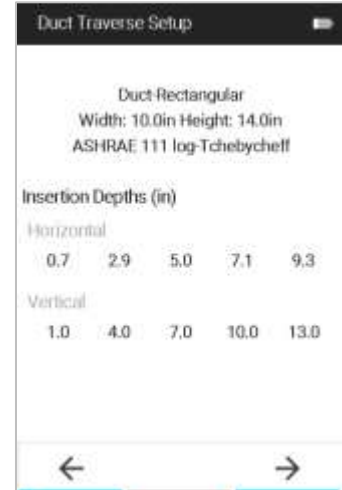 Duct Traverse Setup
Duct-Rectangular
Width: 10.0in Height: 14.0in
ASHRAE 111 log-Tchebycheff
Insertion Depths (in)
Horizontal
0.7 2.9 5.0 7.1 9.3
Vertical
1.0 4.0 7.0 10.0 13.0